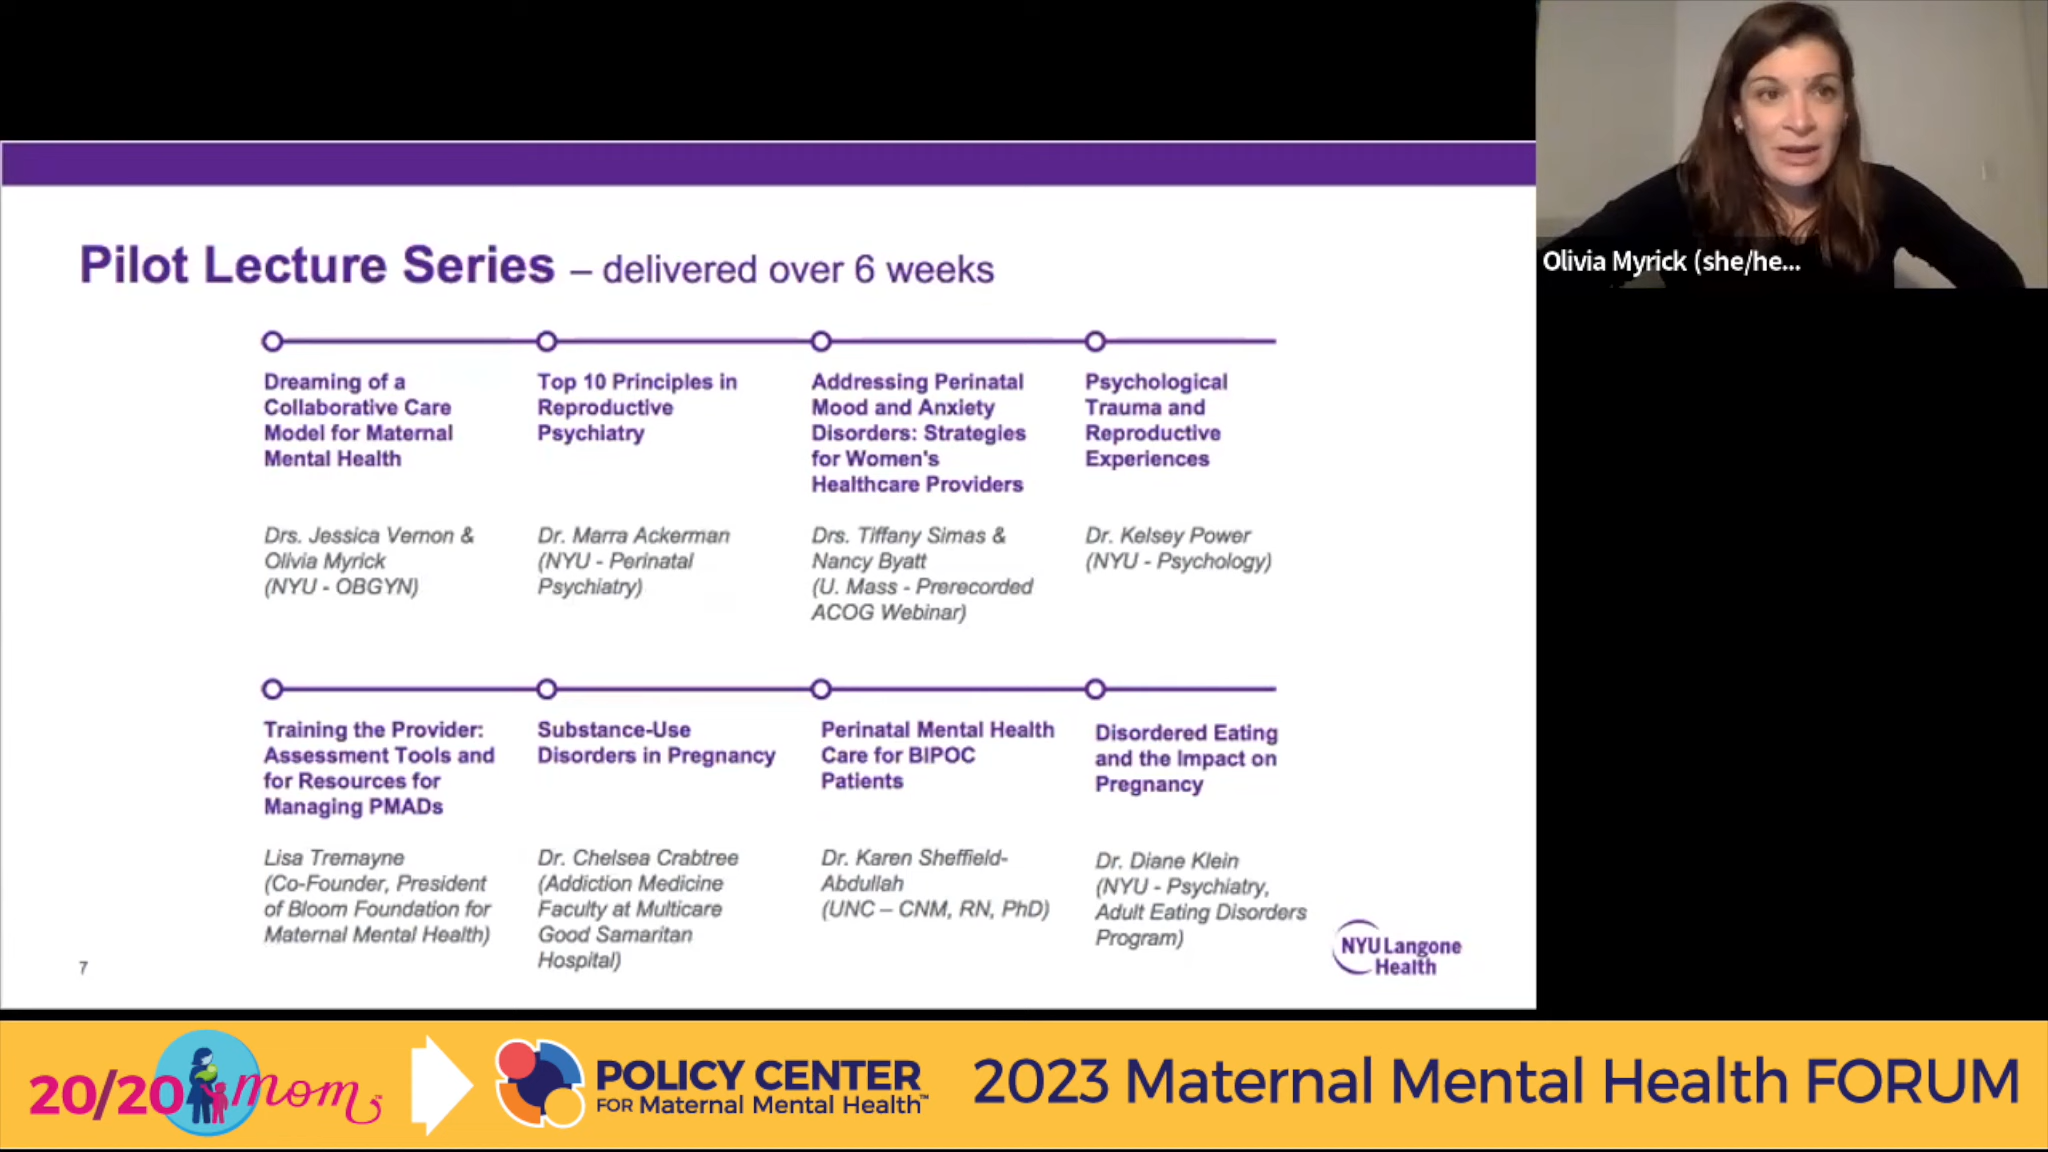 Pilot Lecture Series – delivered over 6 weeks
Dreaming of a
Collaborative Care
Model for Maternal
Mental Health
Drs. Jessica Vernon &
Olivia Myrick
(NYU - OBGYN)
Top 10 Principles in
Reproductive
Psychiatry
Dr. Marra Ackerman
(NYU - Perinatal
Psychiatry)
Addressing Perinatal
Mood and Anxiety
Disorders: Strategies
for Women's
Healthcare Providers
Drs. Tiffany Simas &
Nancy Byatt
(U. Mass - Prerecorded
ACOG Webinar)
Psychological
Trauma and
Reproductive
Experiences
Dr. Kelsey Power
(NYU - Psychology)
Training the Provider:
Assessment Tools and
for Resources for
Managing PMADs
Lisa Tremayne
(Co-Founder, President
of Bloom Foundation for
Maternal Mental Health)
Substance-Use
Disorders in Pregnancy
Dr. Chelsea Crabtree
(Addiction Medicine
Faculty at Multicare
Good Samaritan
Hospital)
Perinatal Mental Health
Care for BIPOC
Patients
Dr. Karen Sheffield-
Abdullah
(UNC – CNM, RN, PhD)
Disordered Eating
and the Impact on
Pregnancy
Dr. Diane Klein
(NYU - Psychiatry,
Adult Eating Disorders
Program)
7
NYU Langone
Health
Olivia Myrick (she/he...
20/20 mom™
POLICY CENTER
FOR Maternal Mental Health™
2023 Maternal Mental Health FORUM